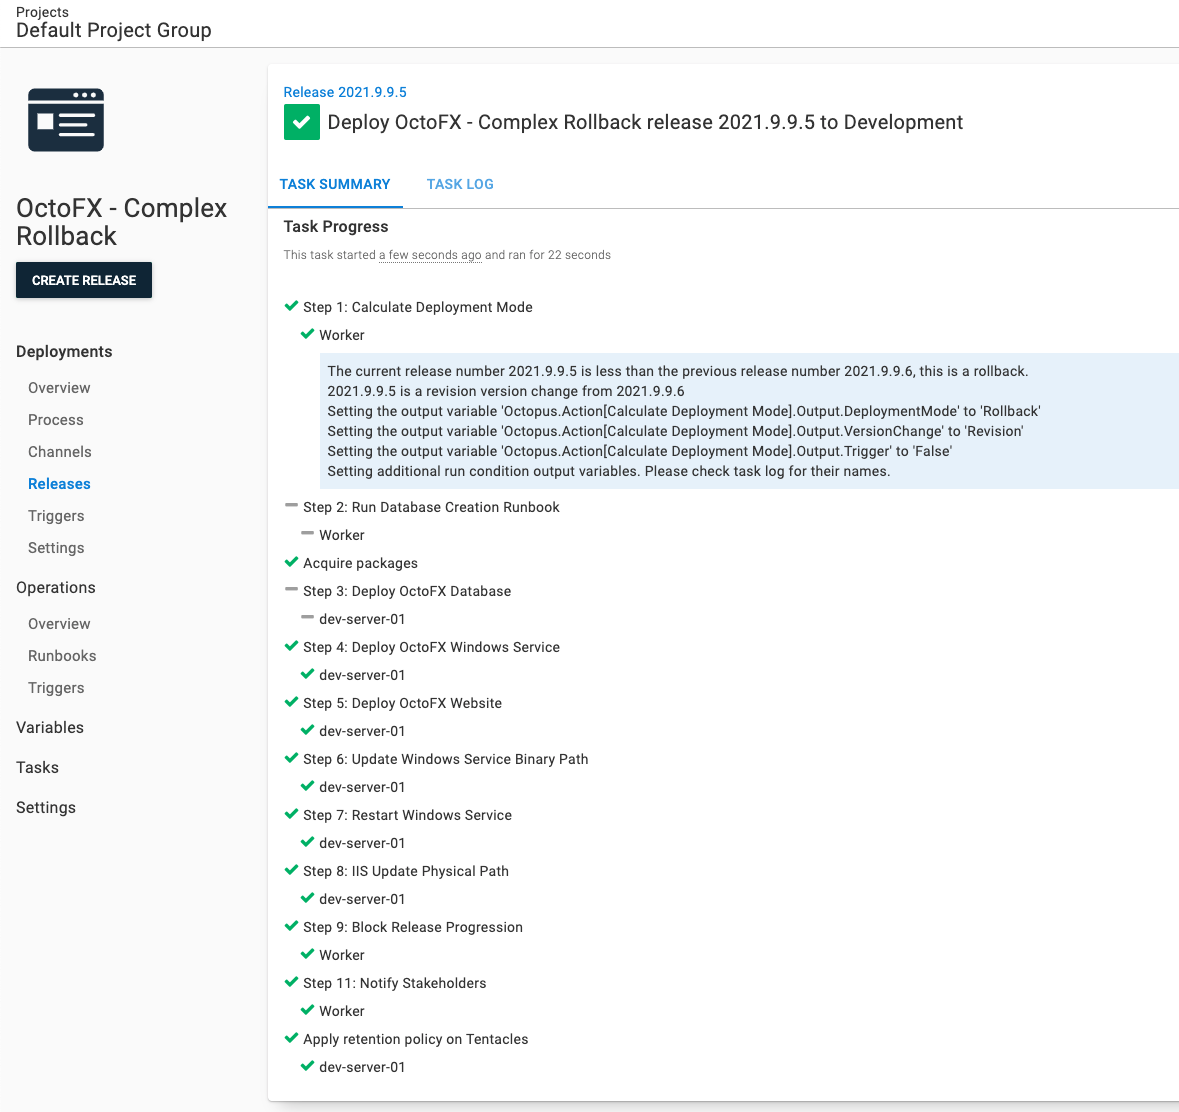 Projects
Default Project Group
OctoFX - Complex
Rollback
CREATE RELEASE
Deployments
Overview
Process
Channels
Releases
Triggers
Settings
Operations
Overview
Runbooks
Triggers
Variables
Tasks
Settings
Release 2021.9.9.5
Deploy OctoFX - Complex Rollback release 2021.9.9.5 to Development
TASK SUMMARY
TASK LOG
Task Progress
This task started a few seconds ago and ran for 22 seconds
Step 1: Calculate Deployment Mode
Worker
The current release number 2021.9.9.5 is less than the previous release number 2021.9.9.6, this is a rollback.
2021.9.9.5 is a revision version change from 2021.9.9.6
Setting the output variable 'Octopus.Action[Calculate Deployment Mode].Output.DeploymentMode' to 'Rollback'
Setting the output variable 'Octopus.Action[Calculate Deployment Mode].Output.VersionChange' to 'Revision'
Setting the output variable 'Octopus.Action[Calculate Deployment Mode].Output.Trigger' to 'False'
Setting additional run condition output variables. Please check task log for their names.
Step 2: Run Database Creation Runbook
Worker
Acquire packages
Step 3: Deploy OctoFX Database
dev-server-01
Step 4: Deploy OctoFX Windows Service
dev-server-01
Step 5: Deploy OctoFX Website
dev-server-01
Step 6: Update Windows Service Binary Path
dev-server-01
Step 7: Restart Windows Service
dev-server-01
Step 8: IIS Update Physical Path
dev-server-01
Step 9: Block Release Progression
Worker
Step 11: Notify Stakeholders
Worker
Apply retention policy on Tentacles
dev-server-01